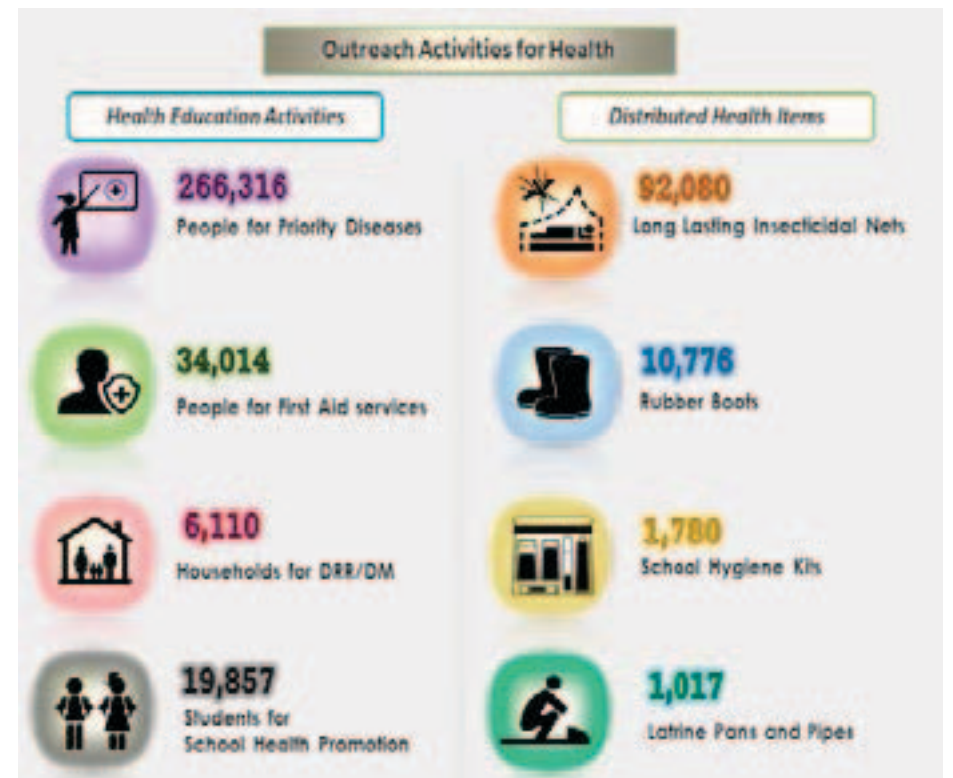 Outreach Activities for Health
Health Education Activities
266,316
People for Priority Diseases
34,014
People for First Aid services
6,110
Households for DRR/DM
19,857
Students for
School Health Promotion
Distributed Health Items
92,080
Long Lasting Insecticidal Nets
10,776
Rubber Boots
1,780
School Hygiene Kits
1,017
Latrine Pans and Pipes